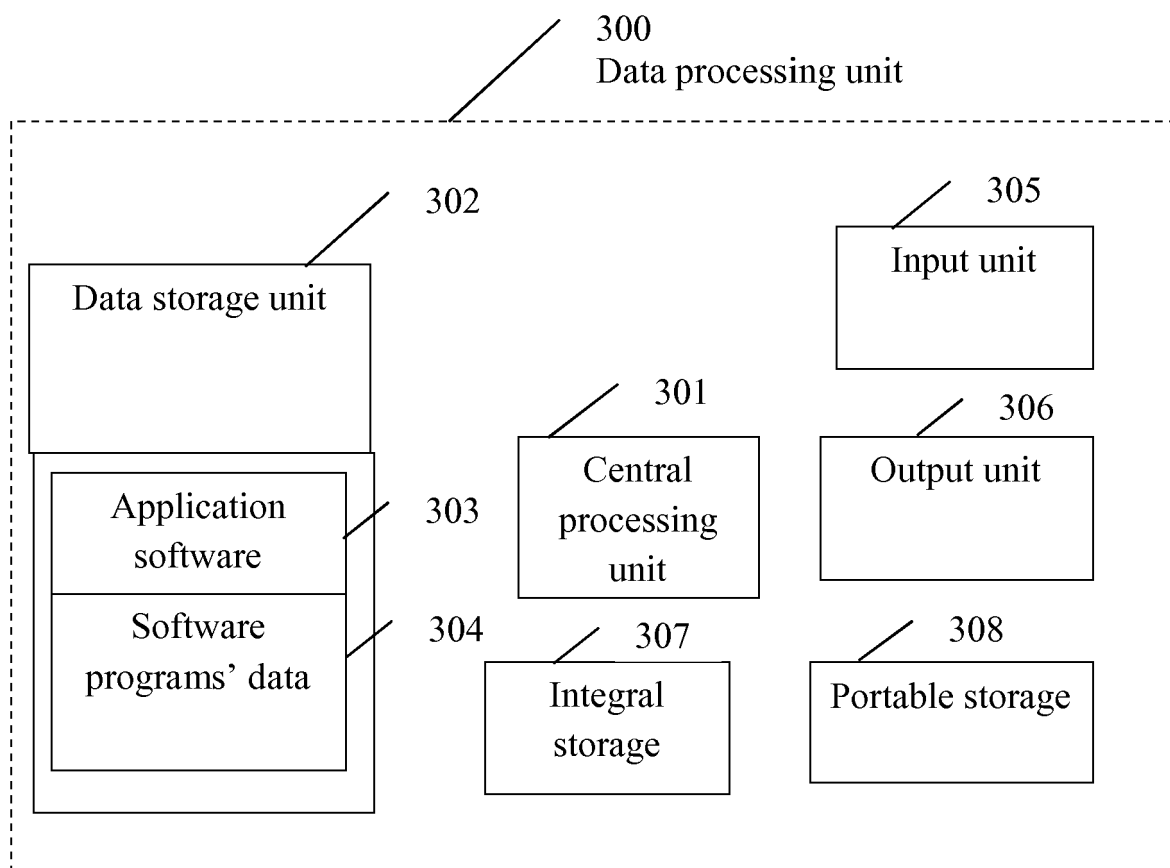 300
Data processing unit
302
305
Data storage unit
Input unit
301
306
Central
processing
unit
Output unit
Application
software
303
Software
programs’ data
304
307
308
Integral
storage
Portable storage